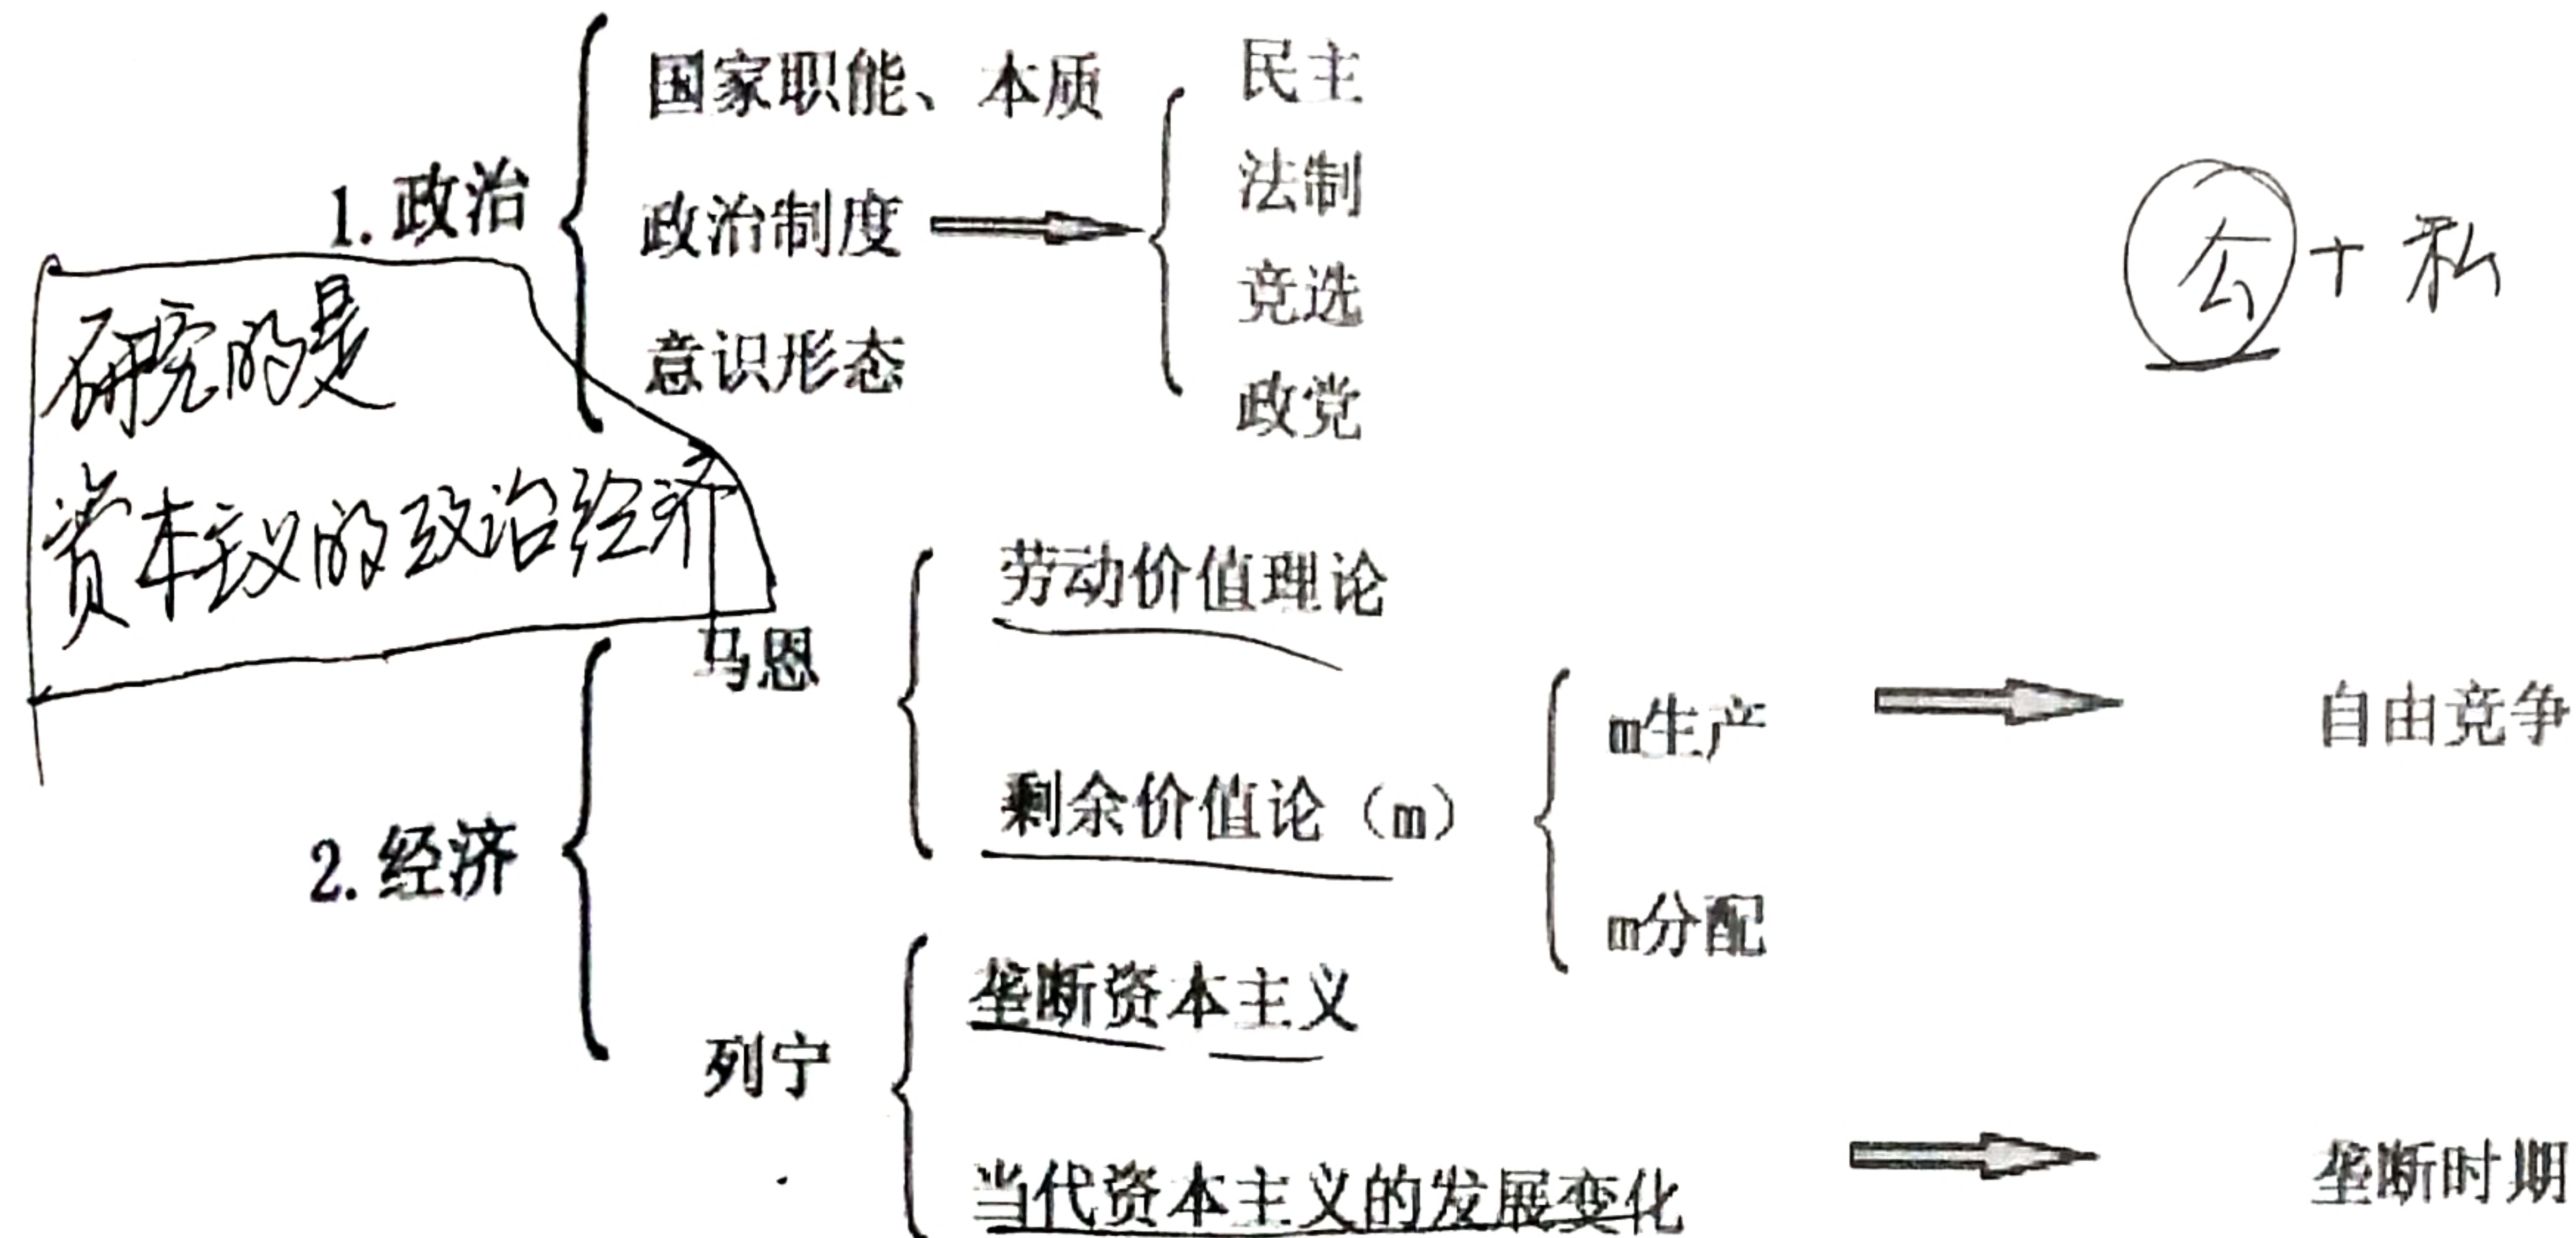 1. 政治
国家职能、本质
政治制度
意识形态
民主
法制
竞选
政党
公 + 私
研究的是
资本主义的政治经济
2. 经济
马恩
劳动价值理论
剩余价值论（m）
m生产
m分配
自由竞争
列宁
垄断资本主义
当代资本主义的发展变化
垄断时期